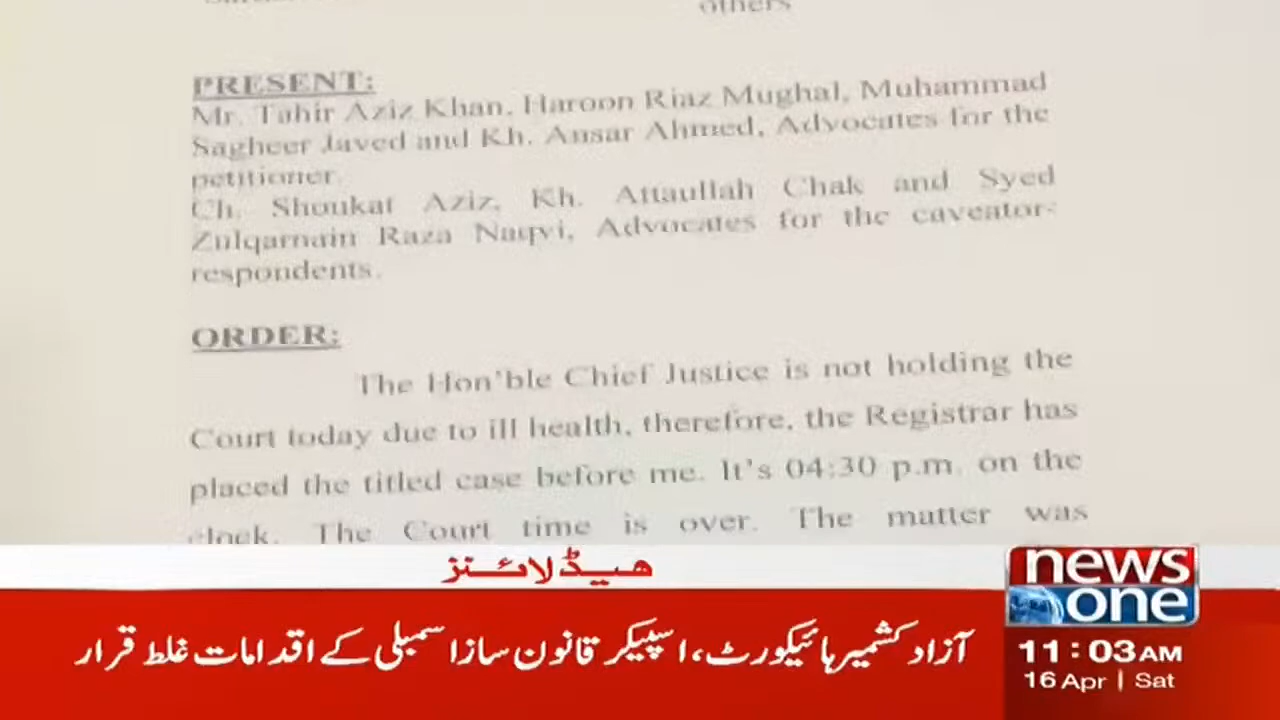 others
PRESENT:
Mr. Tahir Aziz Khan, Haroon Riaz Mughal, Muhammad
Sagheer Javed and Kh. Ansar Ahmed, Advocates for the
petitioner.
Ch. Shoukat Aziz, Kh. Attaullah Chak and Syed
Zulqarnain Raza Naqvi, Advocates for the caveator-
respondents.
ORDER:
The Hon'ble Chief Justice is not holding the
Court today due to ill health, therefore, the Registrar has
placed the titled case before me. It's 04:30 p.m. on the
clock. The Court time is over. The matter was
ہیڈلائنز
آزاد کشمیر ہائیکورٹ، اسپیکر قانون ساز اسمبلی کے اقدامات غلط قرار
news
one
11:03AM
16 Apr | Sat